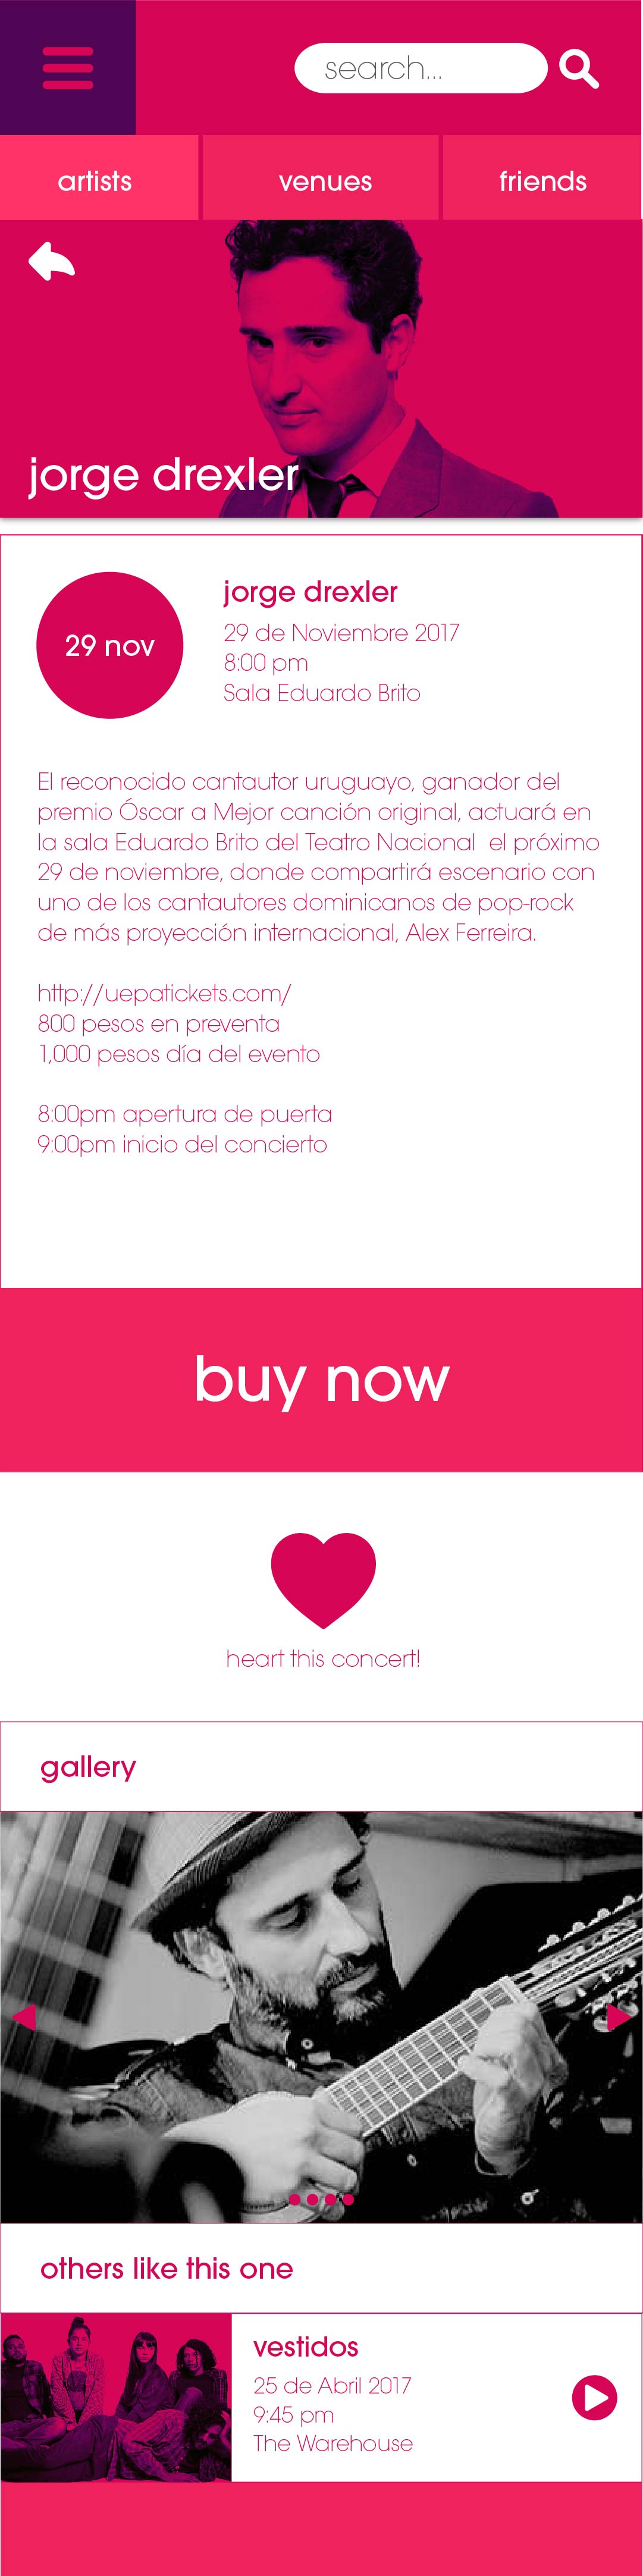 search...
artists
venues
friends
jorge drexler
29 nov
jorge drexler
29 de Noviembre 2017
8:00 pm
Sala Eduardo Brito
El reconocido cantautor uruguayo, ganador del
premio Óscar a Mejor canción original, actuará en
la sala Eduardo Brito del Teatro Nacional  el próximo
29 de noviembre, donde compartirá escenario con
uno de los cantautores dominicanos de pop-rock
de más proyección internacional, Alex Ferreira.
http://uepatickets.com/
800 pesos en preventa
1,000 pesos día del evento
8:00pm apertura de puerta
9:00pm inicio del concierto
buy now
heart this concert!
gallery
others like this one
vestidos
25 de Abril 2017
9:45 pm
The Warehouse